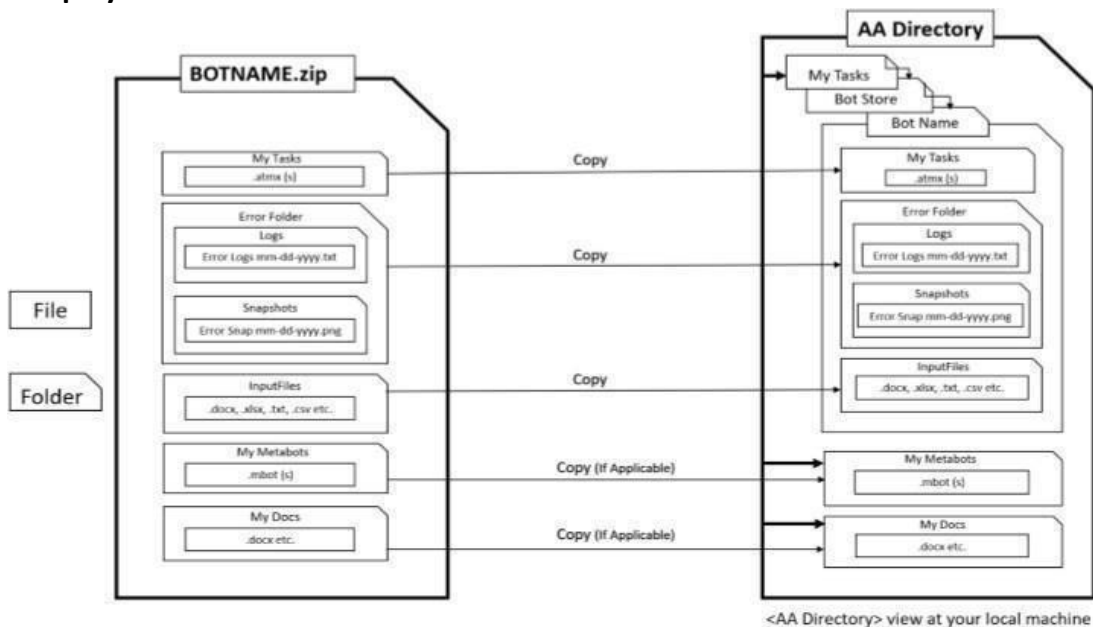 AA Directory
BOTNAME.zip
My Tasks
Bot Store
Bot Name
My Tasks
.atmx (s)
Copy
My Tasks
.atmx (s)
Error Folder
Logs
Error Logs mm-dd-yyyy.txt
Snapshots
Error Snap mm-dd-yyyy.png
Copy
Error Folder
Logs
Error Logs mm-dd-yyyy.txt
Snapshots
Error Snap mm-dd-yyyy.png
File
Folder
InputFiles
.docx, .xlsx, .txt, .csv etc.
Copy
InputFiles
.docx, .xlsx, .txt, .csv etc.
My Metabots
.mbot (s)
Copy (If Applicable)
My Metabots
.mbot (s)
My Docs
.docx etc.
Copy (If Applicable)
My Docs
.docx etc.
<AA Directory> view at your local machine